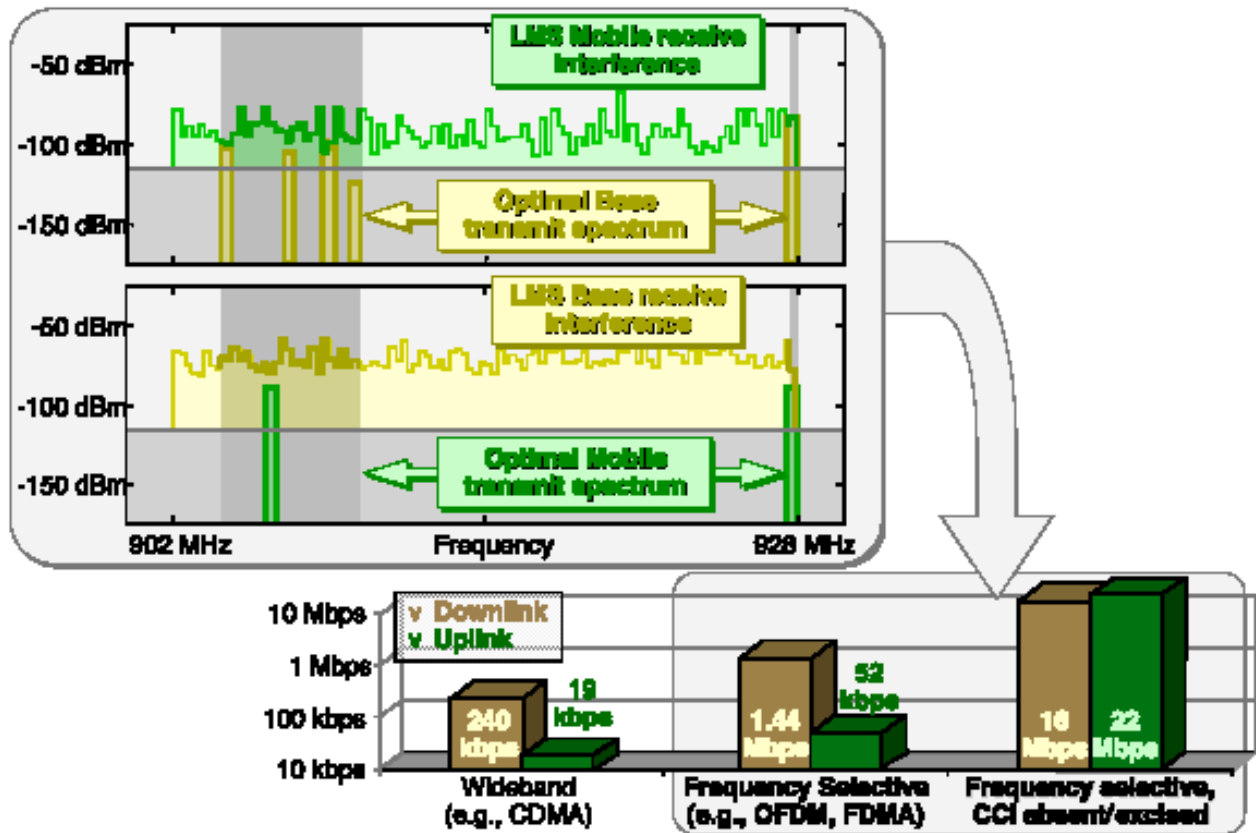 LMS Mobile receive
interference
-50 dBm
-100 dBm
-150 dBm
Optimal Base
transmit spectrum
LMS Base receive
interference
-50 dBm
-100 dBm
-150 dBm
Optimal Mobile
transmit spectrum
902 MHz
Frequency
928 MHz
10 Mbps
1 Mbps
100 kbps
10 kbps
v Downlink
v Uplink
240
kbps
19
kbps
1.44
Mbps
52
kbps
16
Mbps
22
Mbps
Wideband
(e.g., CDMA)
Frequency Selective
(e.g., OFDM, FDMA)
Frequency selective,
CCI absent/excised